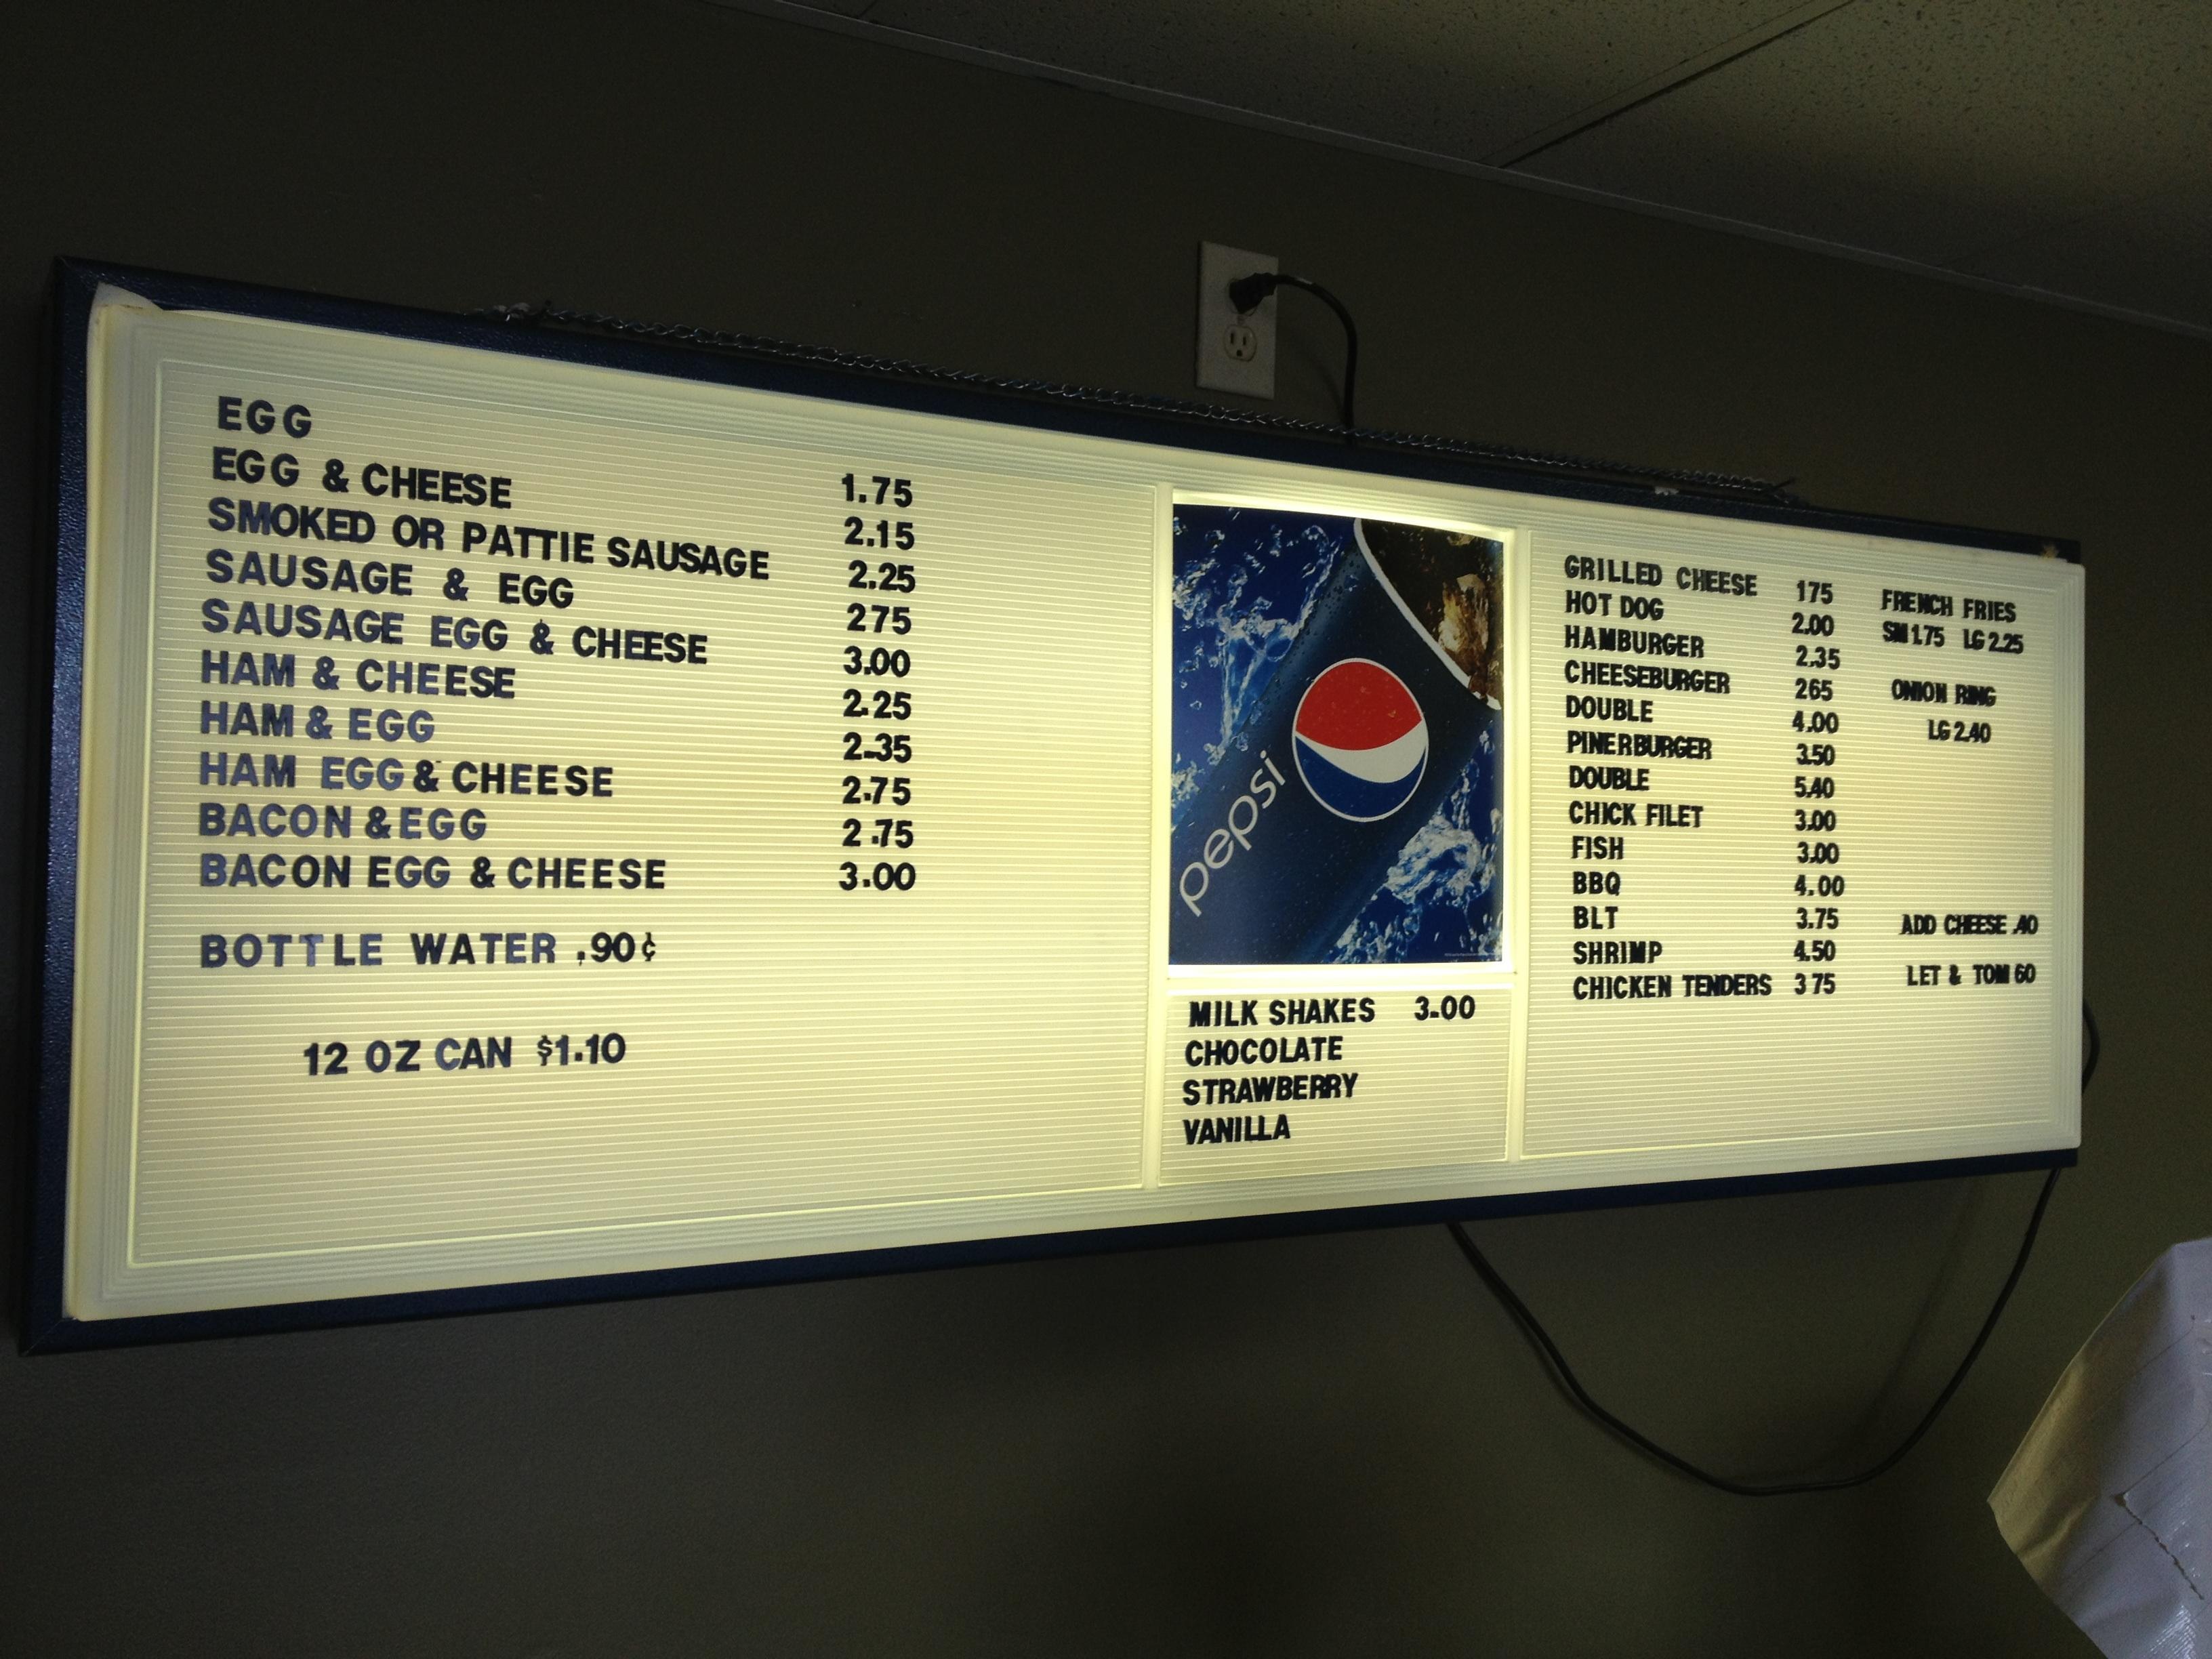 EGG 1.75
EGG & CHEESE 2.15
SMOKED OR PATTIE SAUSAGE 2.25
SAUSAGE & EGG 275
SAUSAGE EGG & CHEESE 3.00
HAM & CHEESE 2.25
HAM & EGG 2.35
HAM EGG & CHEESE 2.75
BACON & EGG 2.75
BACON EGG & CHEESE 3.00
BOTTLE WATER .90¢
12 OZ CAN $1.10
pepsi
MILK SHAKES 3.00
CHOCOLATE
STRAWBERRY
VANILLA
GRILLED CHEESE 175
HOT DOG 2.00
HAMBURGER 2.35
CHEESEBURGER 265
DOUBLE 4.00
PINERBURGER 3.50
DOUBLE 5.40
CHICK FILET 3.00
FISH 3.00
BBQ 4.00
BLT 3.75
SHRIMP 4.50
CHICKEN TENDERS 3 75
FRENCH FRIES
SM 1.75 LG 2.25
ONION RING
LG 2.40
ADD CHEESE .40
LET & TOM 60